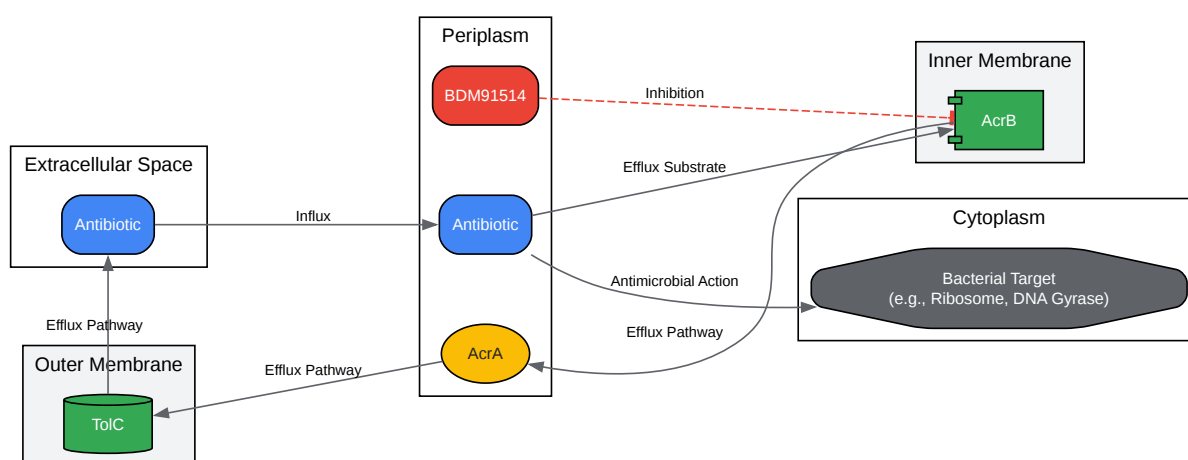 Periplasm
BDM91514
Inhibition
Inner Membrane
AcrB
Extracellular Space
Antibiotic
Influx
Antibiotic
Efflux Substrate
Cytoplasm
Bacterial Target
(e.g., Ribosome, DNA Gyrase)
Antimicrobial Action
Efflux Pathway
Efflux Pathway
Outer Membrane
TolC
Efflux Pathway
AcrA